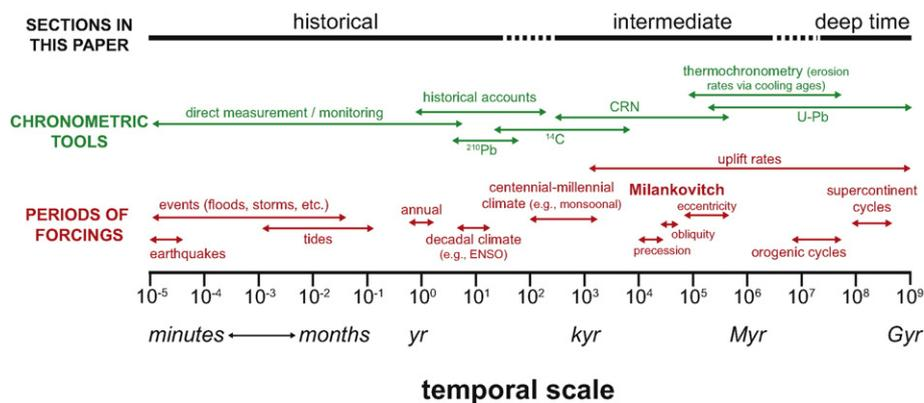 SECTIONS IN
THIS PAPER
historical
intermediate
deep time
CHRONOMETRIC
TOOLS
direct measurement / monitoring
historical accounts
²¹⁰Pb
¹⁴C
CRN
thermochronometry (erosion
rates via cooling ages)
U-Pb
PERIODS OF
FORCINGS
uplift rates
events (floods, storms, etc.)
tides
earthquakes
annual
decadal climate
(e.g., ENSO)
centennial-millennial
climate (e.g., monsoonal)
Milankovitch
eccentricity
obliquity
precession
supercontinent
cycles
orogenic cycles
10⁻⁵ 10⁻⁴ 10⁻³ 10⁻² 10⁻¹ 10⁰ 10¹ 10² 10³ 10⁴ 10⁵ 10⁶ 10⁷ 10⁸ 10⁹
minutes months yr kyr Myr Gyr
temporal scale